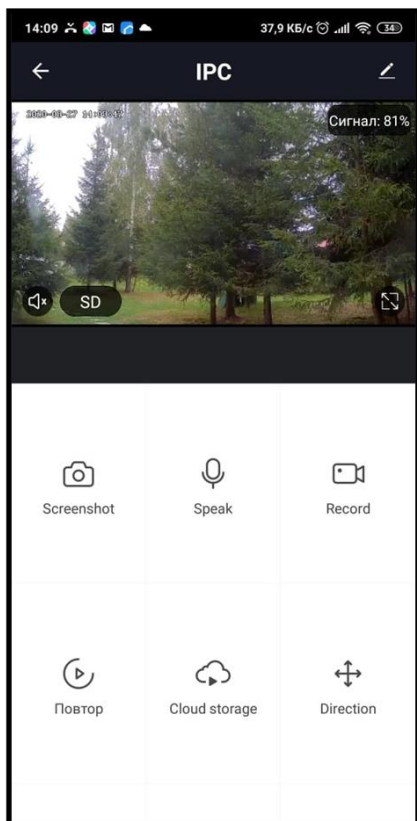 14:09 37,9 КБ/с 34
IPC
Сигнал: 81%
SD
Screenshot Speak Record
Повтор Cloud storage Direction